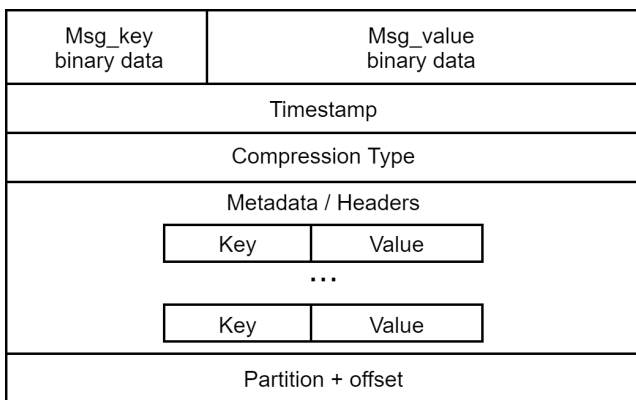 Msg_key
binary data
Msg_value
binary data
Timestamp
Compression Type
Metadata / Headers
Key Value
...
Key Value
Partition + offset